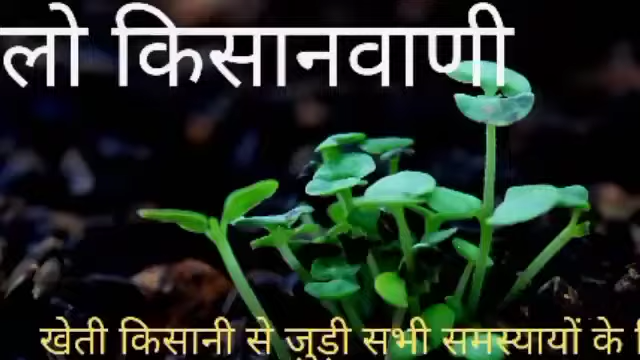 लो किसानवाणी
खेती किसानी से जुड़ी सभी समस्यायों के